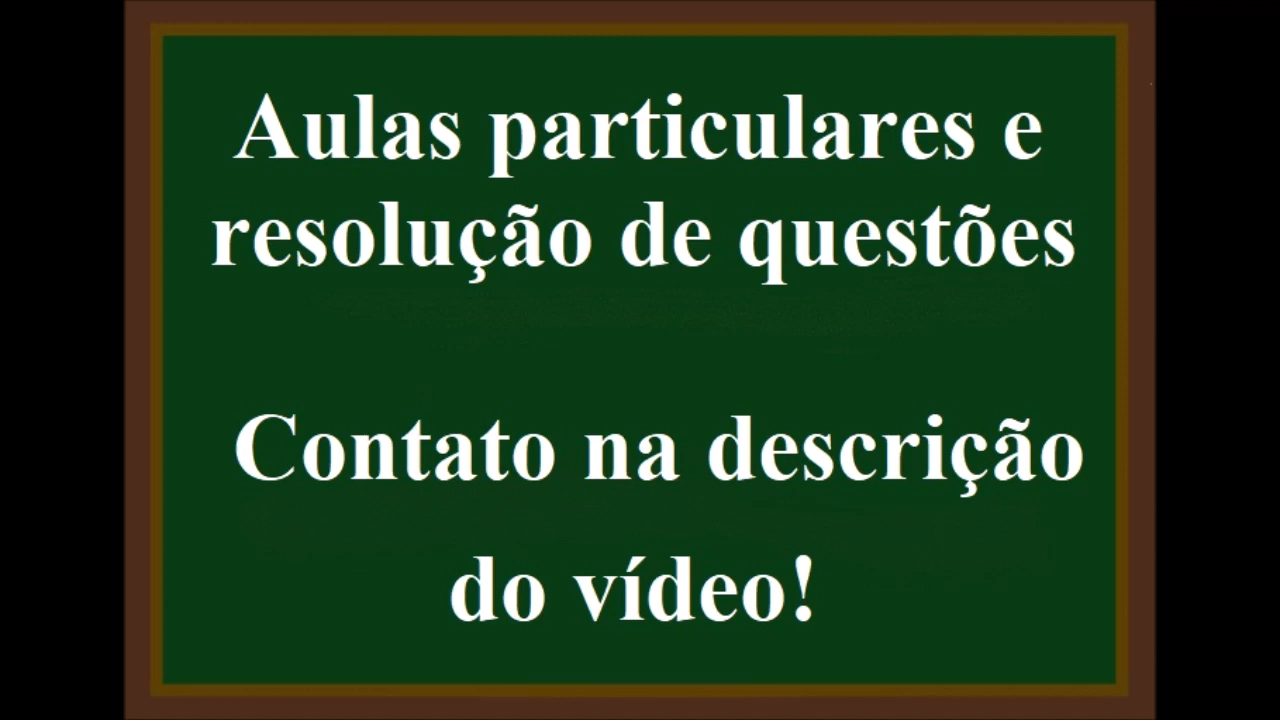 Aulas particulares e
resolução de questões
Contato na descrição
do vídeo!